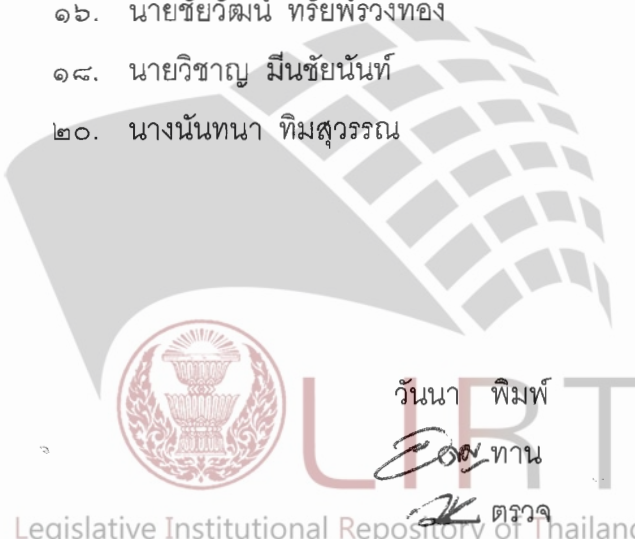 ๑๖. นายชัยวัฒน์ ทรัพย์รวงทอง
๑๘. นายวิชาญ มีนชัยนันท์
๒๐. นางนันทนา ทิมสุวรรณ
วันนา พิมพ์
ทาน
ตรวจ
LIRT
Legislative Institutional Repository of Thailand